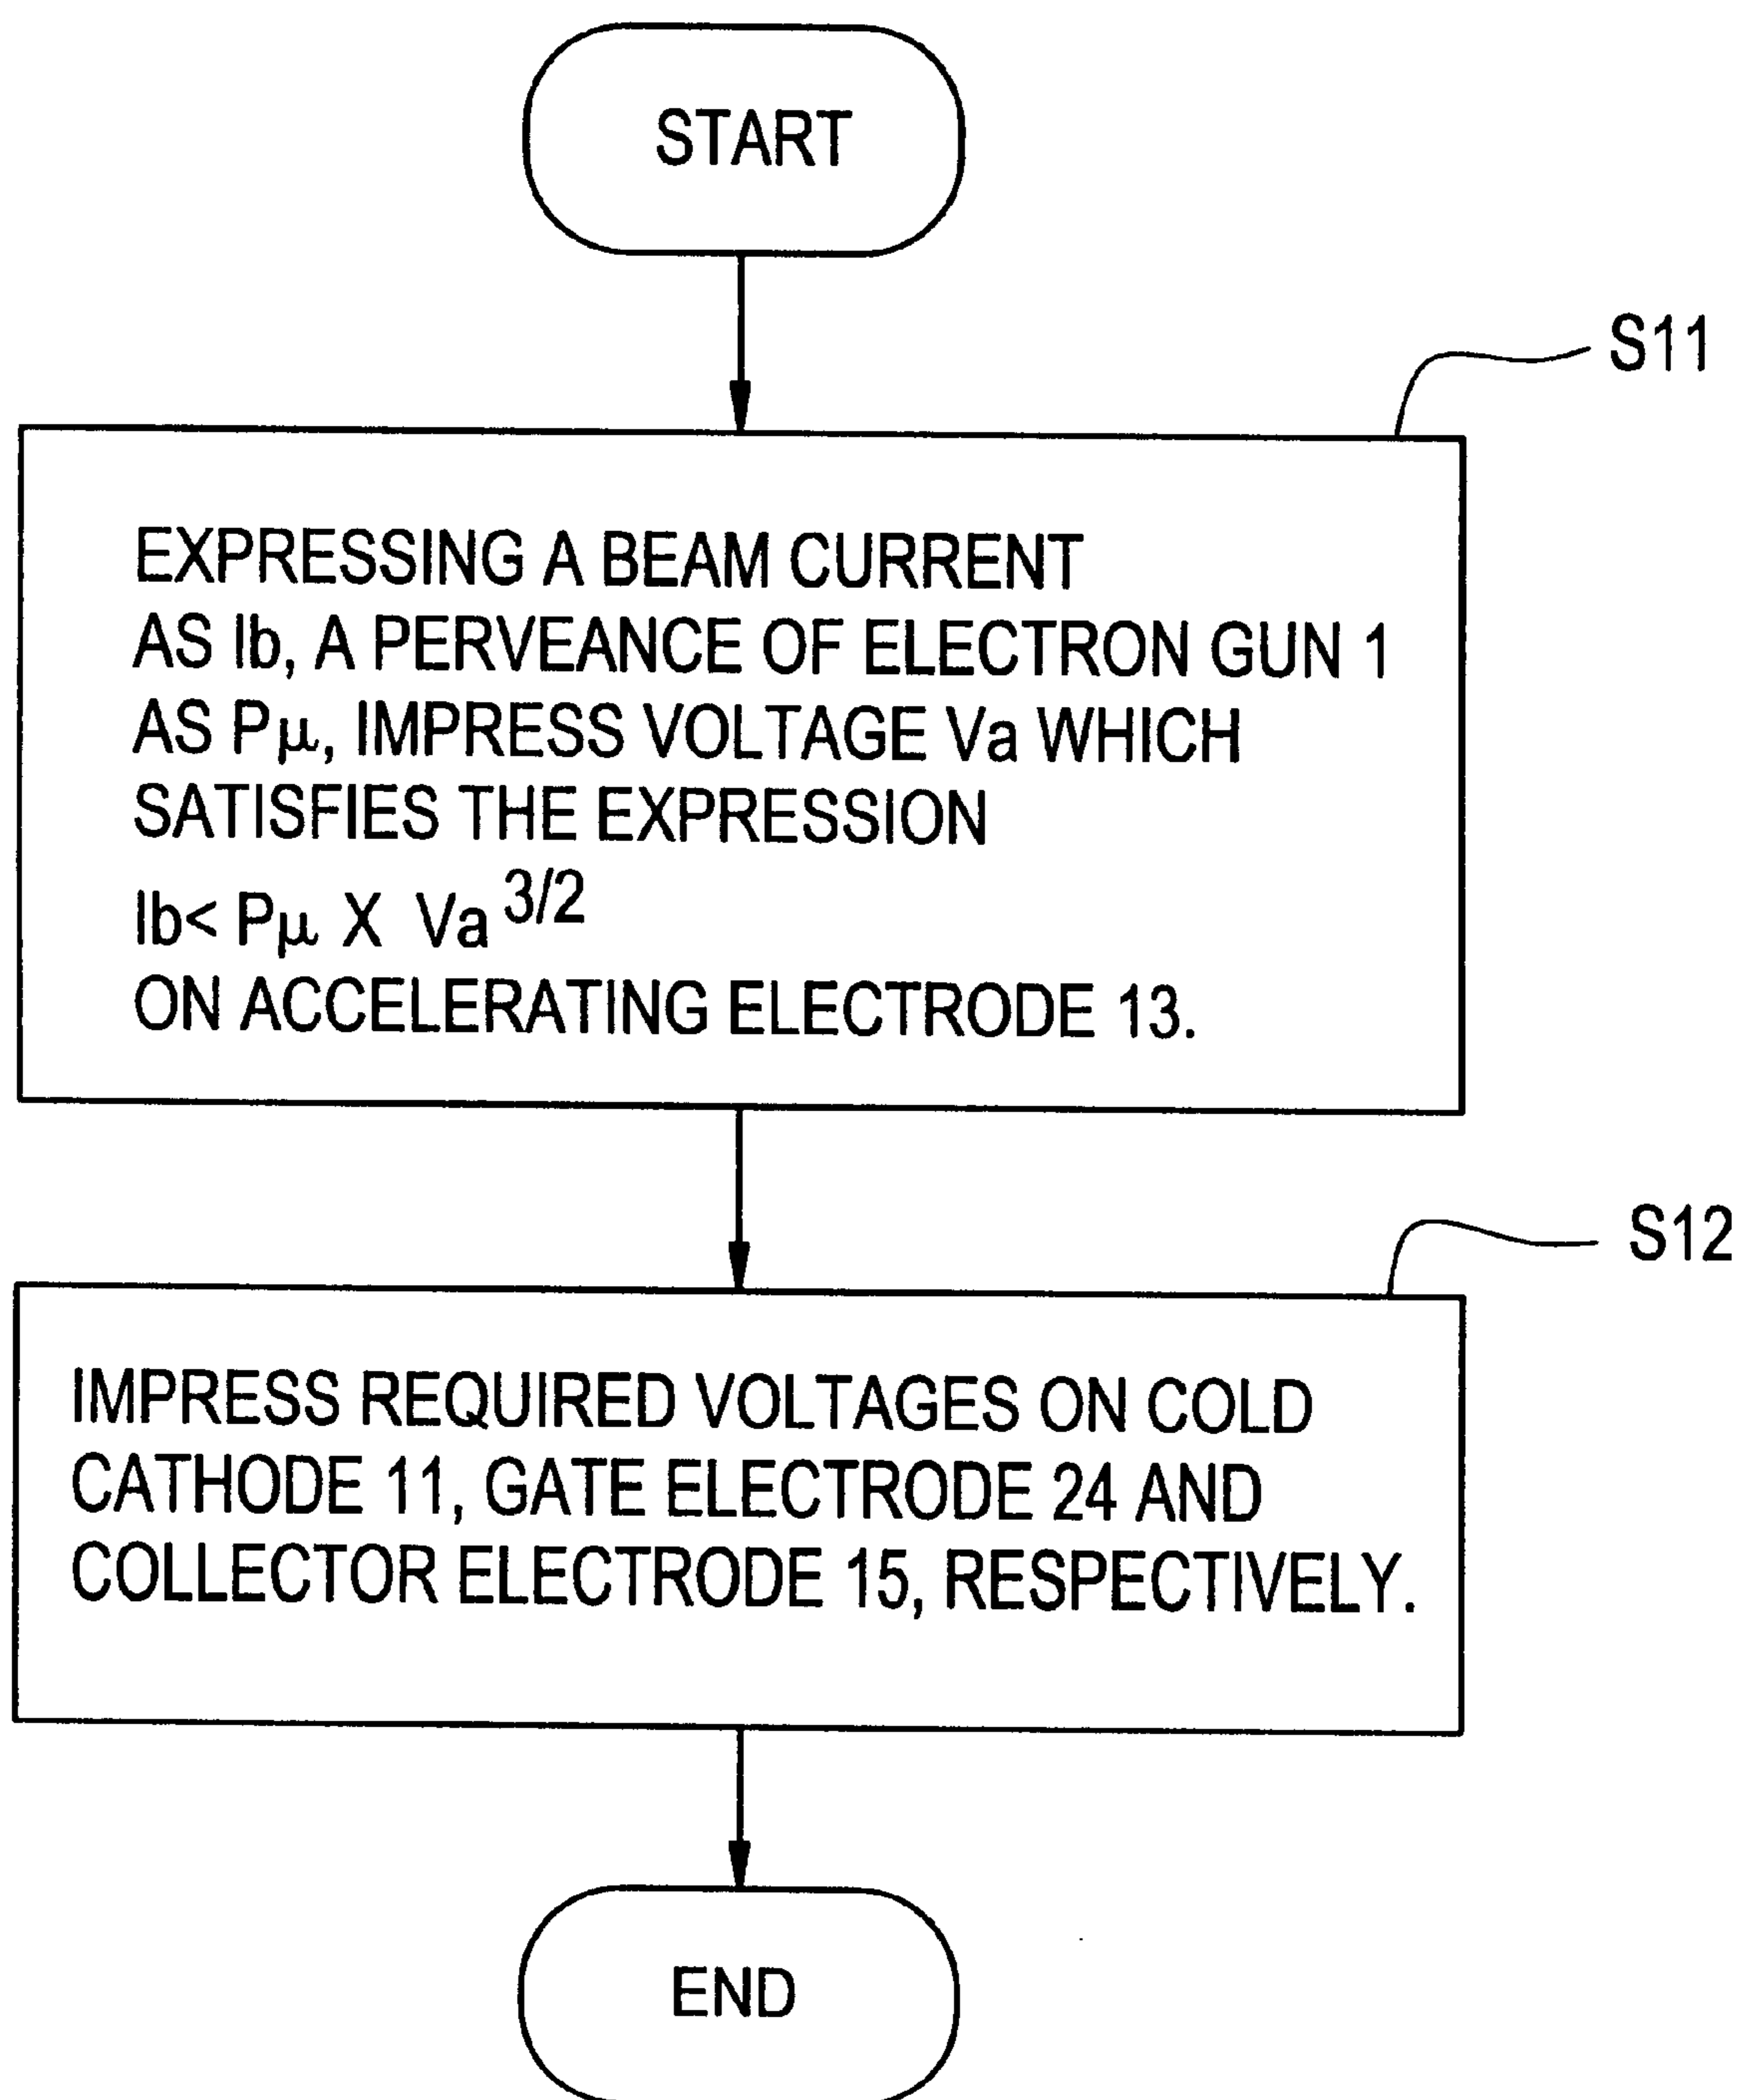 START
S11
EXPRESSING A BEAM CURRENT
AS Ib, A PERVEANCE OF ELECTRON GUN 1
AS Pμ, IMPRESS VOLTAGE Va WHICH
SATISFIES THE EXPRESSION
Ib< Pμ X Va 3/2
ON ACCELERATING ELECTRODE 13.
S12
IMPRESS REQUIRED VOLTAGES ON COLD
CATHODE 11, GATE ELECTRODE 24 AND
COLLECTOR ELECTRODE 15, RESPECTIVELY.
END